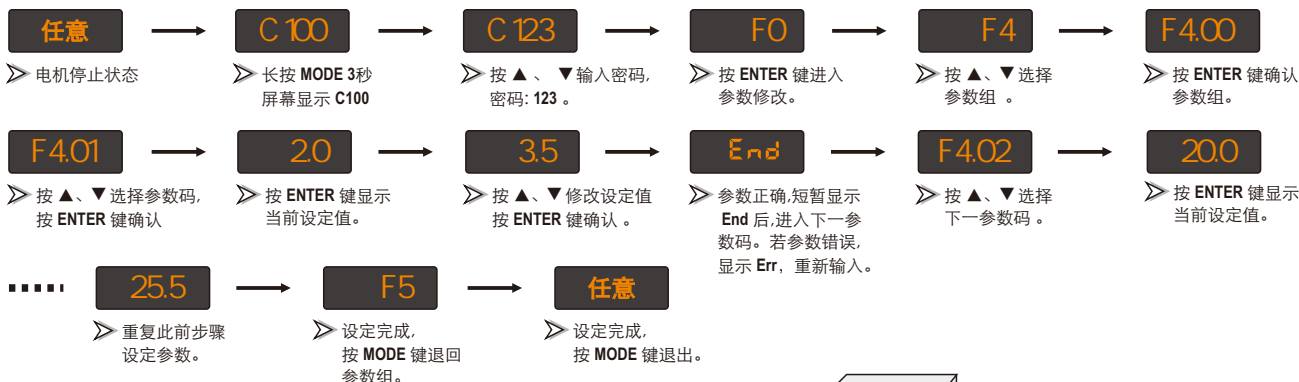 任意 C100 C123 F0 F4 F4.00
电机停止状态
长按 MODE 3秒
屏幕显示 C100
按 ▲ 、 ▼ 输入密码,
密码: 123 。
按 ENTER 键进入
参数修改。
按 ▲、▼ 选择
参数组 。
按 ENTER 键确认
参数组。
F4.01 2.0 3.5 End F4.02 20.0
按 ▲、▼ 选择参数码,
按 ENTER 键确认
按 ENTER 键显示
当前设定值。
按 ▲、▼ 修改设定值
按 ENTER 键确认 。
参数正确,短暂显示
End 后,进入下一参
数码。若参数错误,
显示 Err，重新输入。
按 ▲、▼ 选择
下一参数码 。
按 ENTER 键显示
当前设定值。
25.5 F5 任意
重复此前步骤
设定参数。
设定完成,
按 MODE 键退回
参数组。
设定完成,
按 MODE 键退出。